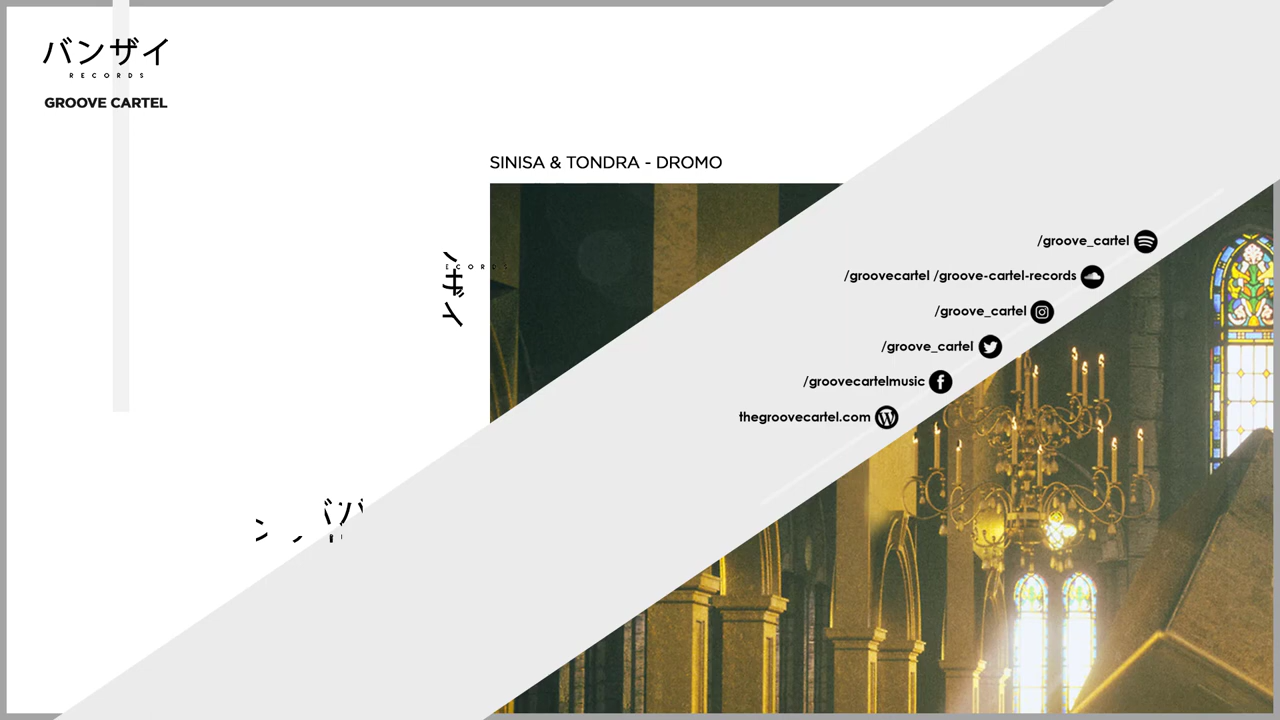 バンザイ
RECORDS
GROOVE CARTEL
SINISA & TONDRA - DROMO
/groove_cartel
/groovecartel /groove-cartel-records
/groove_cartel
/groove_cartel
/groovecartelmusic
thegroovecartel.com